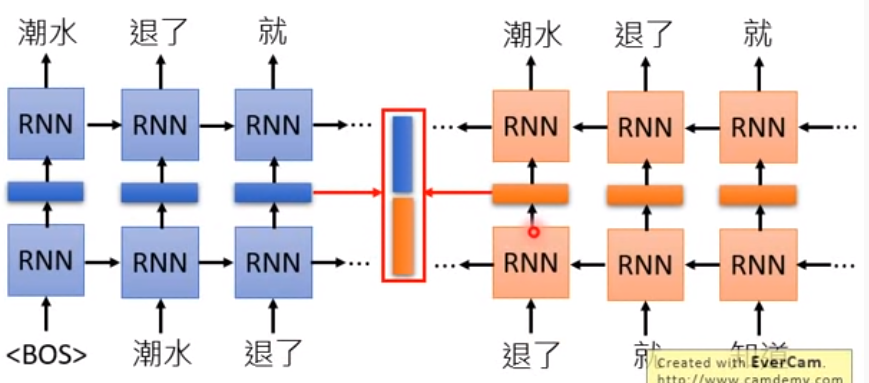 潮水 退了 就 潮水 退了 就
RNN RNN RNN ... ... RNN RNN RNN ...
RNN RNN RNN ... ... RNN RNN RNN ...
<BOS> 潮水 退了 退了 就 知道
Created with EverCam.
http://www.camdemy.com